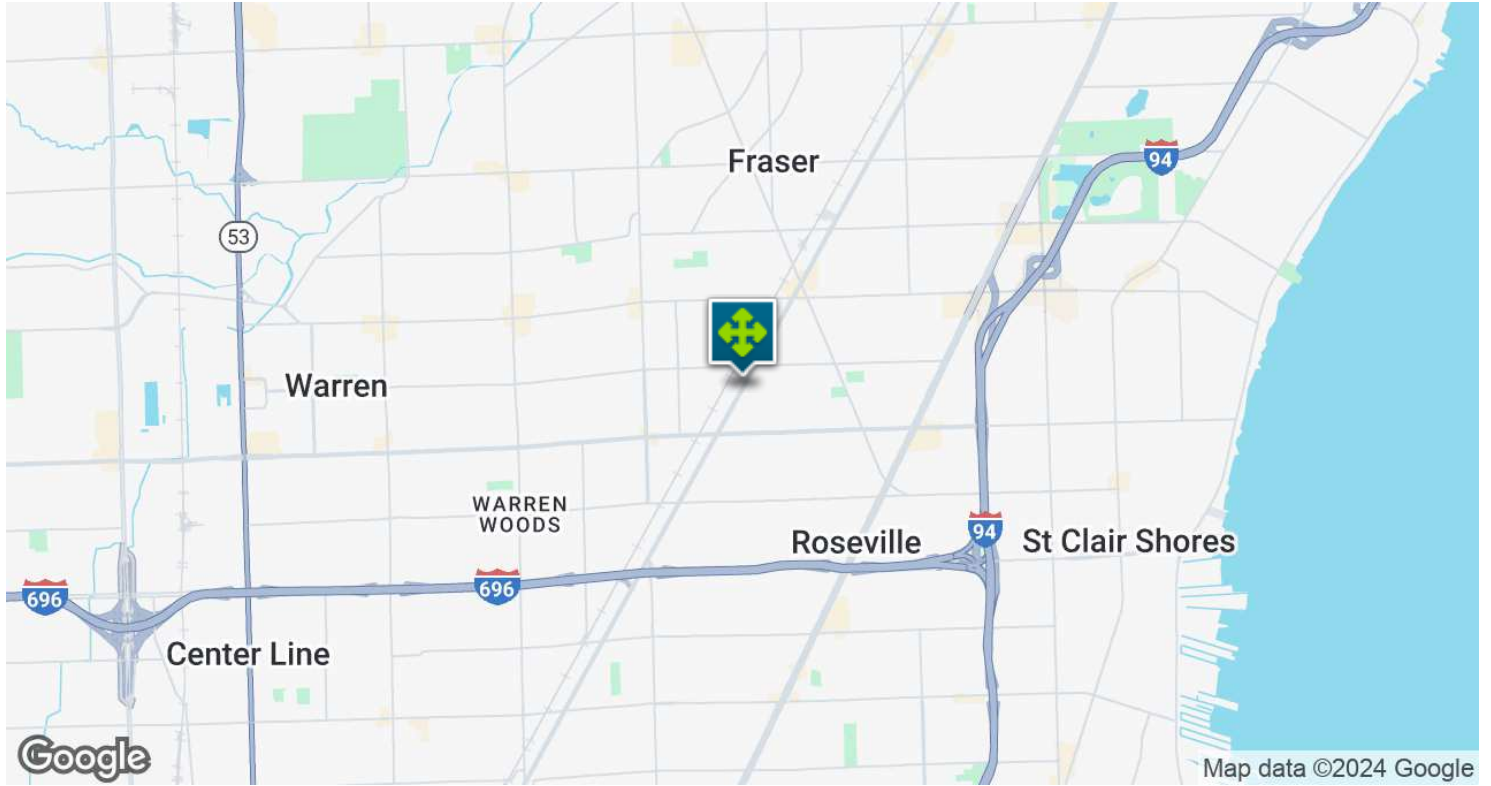 Fraser
94
53
Warren
WARREN
WOODS
Roseville
94
St Clair Shores
696
696
Center Line
Google
Map data ©2024 Google